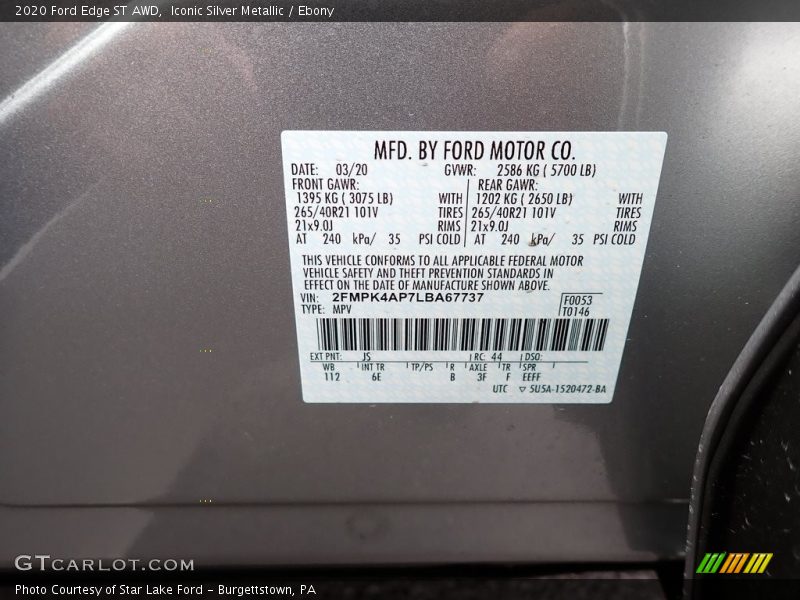 2020 Ford Edge ST AWD,  Iconic Silver Metallic / Ebony
MFD. BY FORD MOTOR CO.
DATE: 03/20 GVWR: 2586 KG ( 5700 LB)
FRONT GAWR: REAR GAWR:
1395 KG ( 3075 LB) WITH 1202 KG ( 2650 LB) WITH
265/40R21 101V TIRES 265/40R21 101V TIRES
21x9.0J RIMS 21x9.0J RIMS
AT 240 kPa/ 35 PSI COLD AT 240 kPa/ 35 PSI COLD
THIS VEHICLE CONFORMS TO ALL APPLICABLE FEDERAL MOTOR
VEHICLE SAFETY AND THEFT PREVENTION STANDARDS IN
EFFECT ON THE DATE OF MANUFACTURE SHOWN ABOVE.
VIN: 2FMPK4AP7LBA67737 F0053
TYPE: MPV T0146
EXT PNT: JS RC: 44 DSO:
WB INT TR TP/PS R AXLE TR SPR
112 6E B 3F F EEFF
UTC ▽ 5U5A-1520472-BA
GTCARLOT.COM
Photo Courtesy of Star Lake Ford - Burgettstown, PA